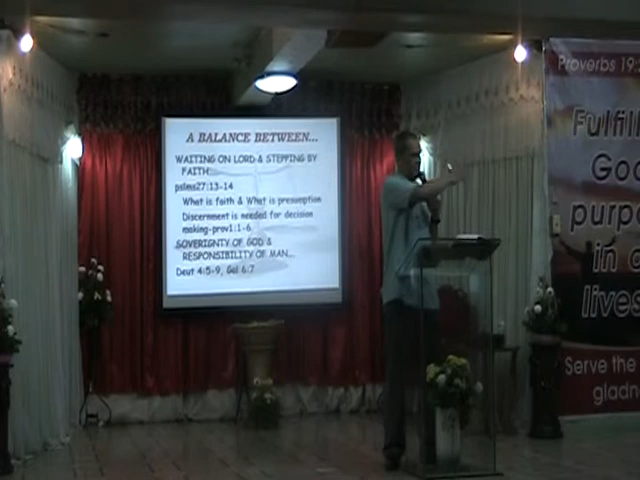 A BALANCE BETWEEN...
WAITING ON LORD & STEPPING BY
FAITH:..
pslms27:13-14
What is faith & What is presumption
Discernment is needed for decision
making-prov1:1-6
SOVERIGNTY OF GOD &
RESPONSIBILITY OF MAN...
Deut 4:5-9, Gal 6:7
Proverbs 19:
Fulfill
God
purpo
in o
lives
Serve the
gladn